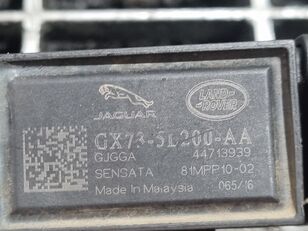 JAGUAR
LAND-
ROVER
GX73-5L200-AA
GJGGA 44713939
SENSATA 81MPP10-02
Made In Malaysia 065/16